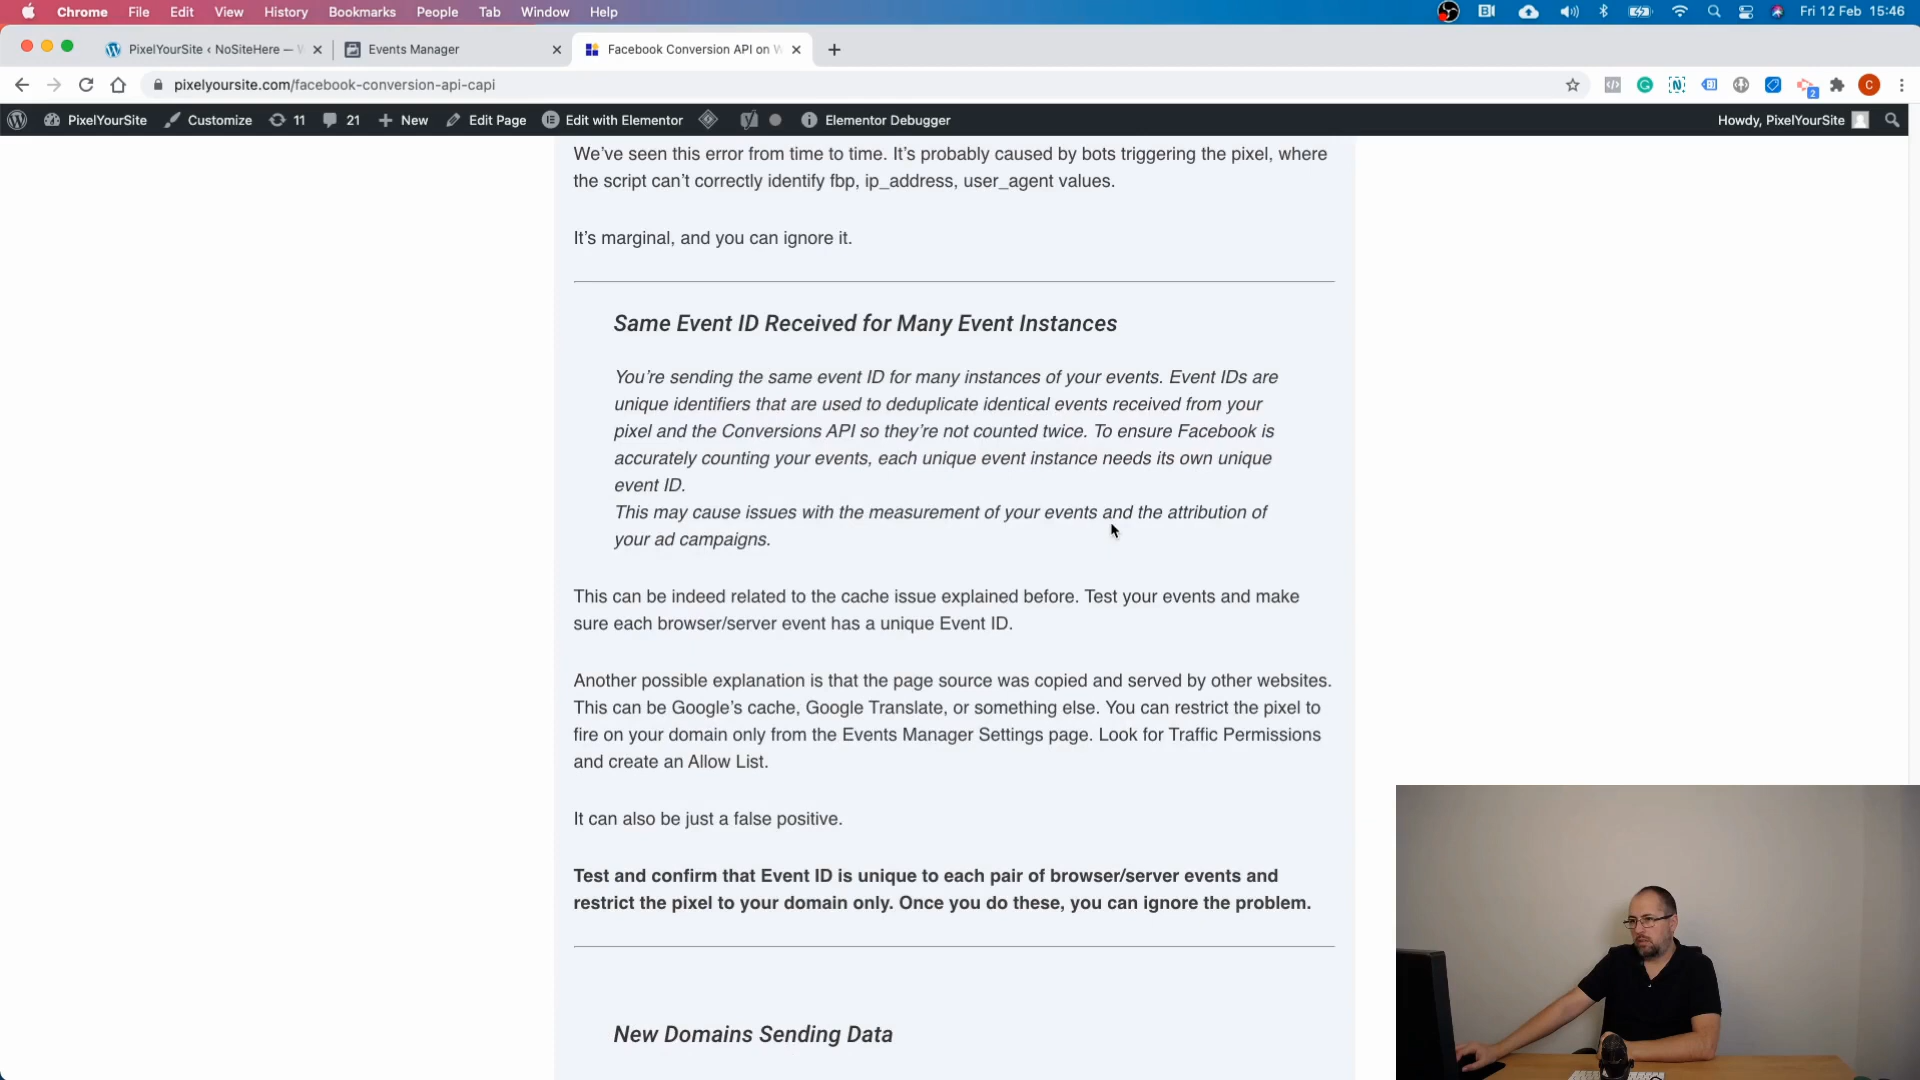 Chrome File Edit View History Bookmarks People Tab Window Help Fri 12 Feb 15:46
PixelYourSite ‹ NoSiteHere — Events Manager Facebook Conversion API on
pixelyoursite.com/facebook-conversion-api-capi
PixelYourSite Customize 11 21 New Edit Page Edit with Elementor Elementor Debugger Howdy, PixelYourSite
We’ve seen this error from time to time. It’s probably caused by bots triggering the pixel, where
the script can’t correctly identify fbp, ip_address, user_agent values.
It’s marginal, and you can ignore it.
Same Event ID Received for Many Event Instances
You’re sending the same event ID for many instances of your events. Event IDs are
unique identifiers that are used to deduplicate identical events received from your
pixel and the Conversions API so they’re not counted twice. To ensure Facebook is
accurately counting your events, each unique event instance needs its own unique
event ID.
This may cause issues with the measurement of your events and the attribution of
your ad campaigns.
This can be indeed related to the cache issue explained before. Test your events and make
sure each browser/server event has a unique Event ID.
Another possible explanation is that the page source was copied and served by other websites.
This can be Google’s cache, Google Translate, or something else. You can restrict the pixel to
fire on your domain only from the Events Manager Settings page. Look for Traffic Permissions
and create an Allow List.
It can also be just a false positive.
Test and confirm that Event ID is unique to each pair of browser/server events and
restrict the pixel to your domain only. Once you do these, you can ignore the problem.
New Domains Sending Data